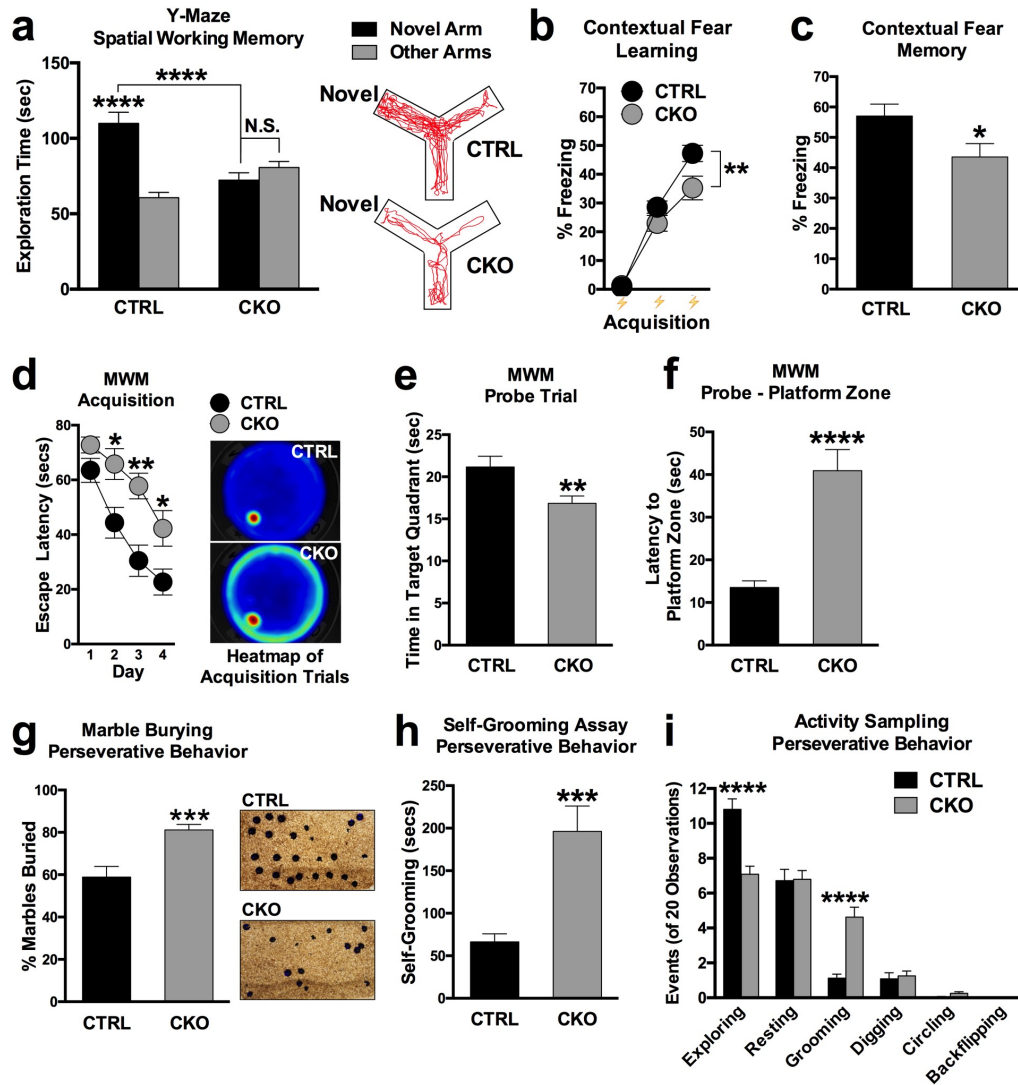 a
Y-Maze
Spatial Working Memory
Novel Arm
Other Arms
Exploration Time (sec)
150
100
50
0
****
****
N.S.
CTRL
CKO
Novel
CTRL
Novel
CKO
b
Contextual Fear
Learning
CTRL
CKO
% Freezing
70
60
50
40
30
20
10
0
**
Acquisition
c
Contextual Fear
Memory
% Freezing
70
60
50
40
30
20
10
0
*
CTRL
CKO
d
MWM
Acquisition
CTRL
CKO
Escape Latency (secs)
80
60
40
20
0
*
**
*
1 2 3 4
Day
CTRL
CKO
Heatmap of
Acquisition Trials
e
MWM
Probe Trial
Time in Target Quadrant (sec)
25
20
15
10
5
0
**
CTRL
CKO
f
MWM
Probe - Platform Zone
Latency to
Platform Zone (sec)
50
40
30
20
10
0
****
CTRL
CKO
g
Marble Burying
Perseverative Behavior
% Marbles Buried
100
80
60
40
20
0
***
CTRL
CKO
CTRL
CKO
h
Self-Grooming Assay
Perseverative Behavior
Self-Grooming (secs)
250
200
150
100
50
0
***
CTRL
CKO
i
Activity Sampling
Perseverative Behavior
CTRL
CKO
Events (of 20 Observations)
12
10
8
6
4
2
0
****
****
Exploring
Resting
Grooming
Digging
Circling
Backflipping